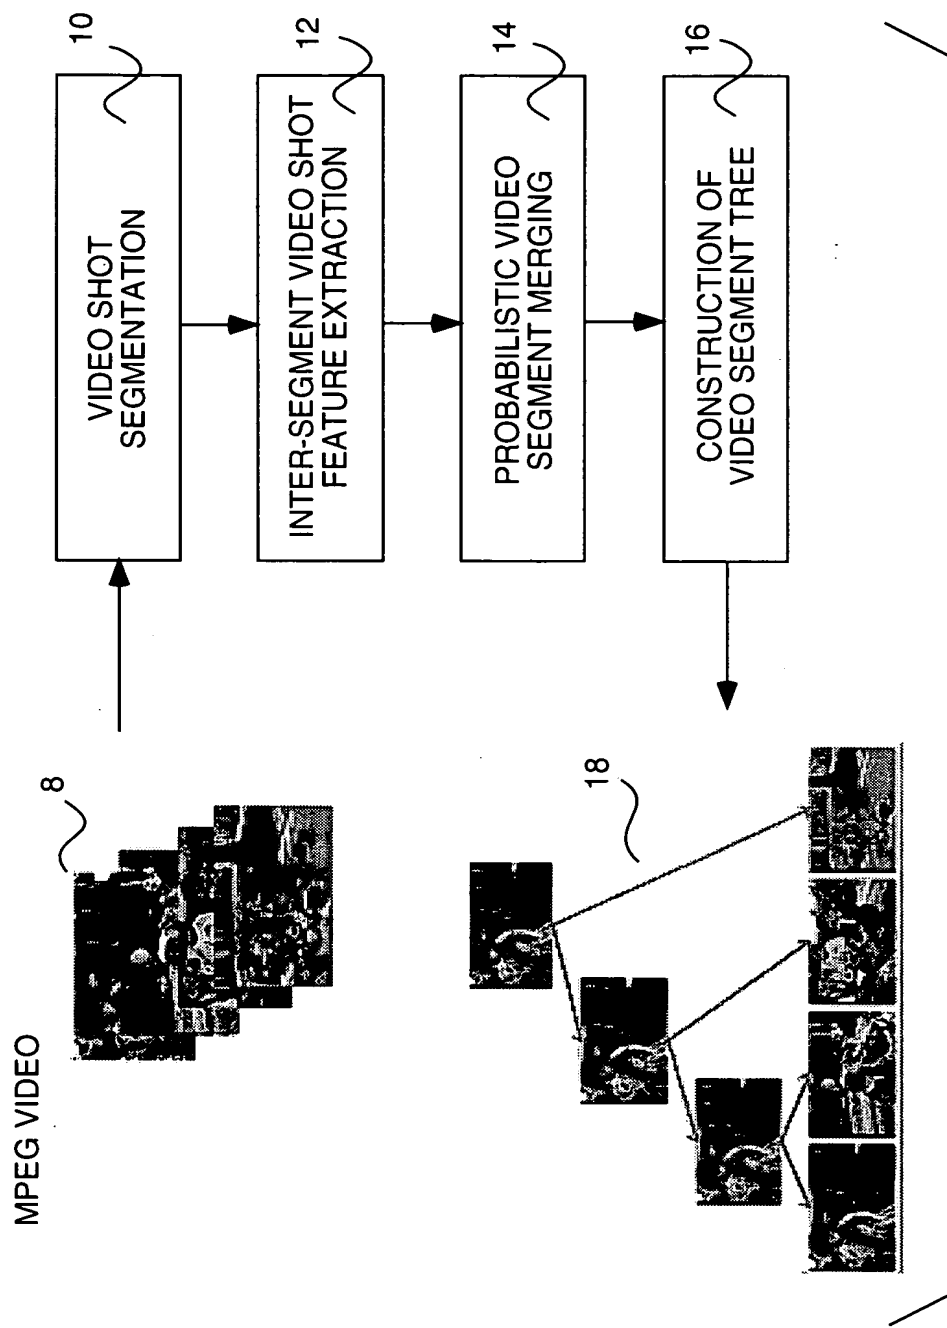 MPEG VIDEO
8
10
VIDEO SHOT
SEGMENTATION
12
INTER-SEGMENT VIDEO SHOT
FEATURE EXTRACTION
14
PROBABILISTIC VIDEO
SEGMENT MERGING
16
CONSTRUCTION OF
VIDEO SEGMENT TREE
18